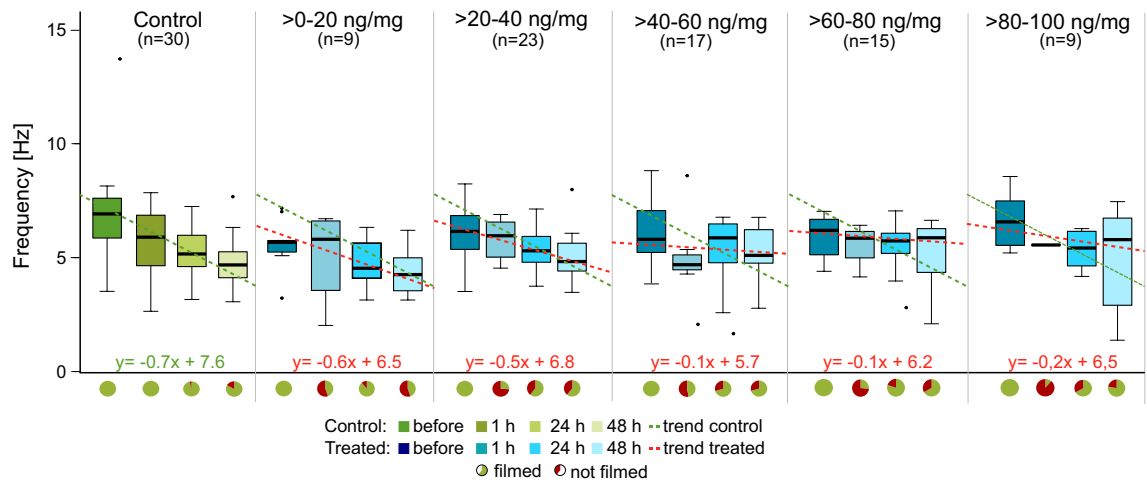 Control >0-20 ng/mg >20-40 ng/mg >40-60 ng/mg >60-80 ng/mg >80-100 ng/mg
(n=30) (n=9) (n=23) (n=17) (n=15) (n=9)
15
10
5
0
Frequency [Hz]
y= -0.7x + 7.6 y= -0.6x + 6.5 y= -0.5x + 6.8 y= -0.1x + 5.7 y= -0.1x + 6.2 y= -0,2x + 6,5
Control: before 1 h 24 h 48 h trend control
Treated: before 1 h 24 h 48 h trend treated
filmed not filmed